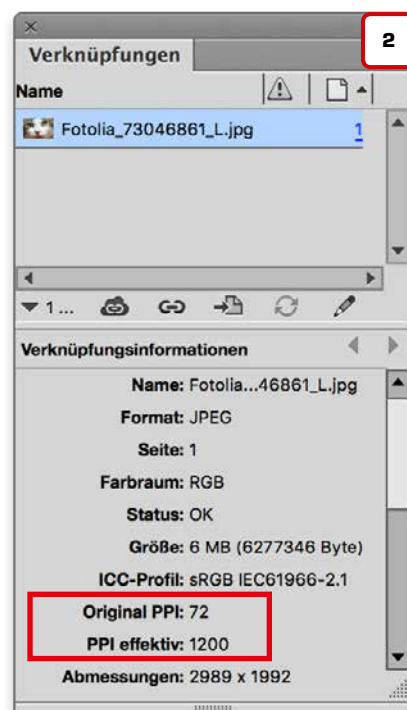 2
Verknüpfungen
Name
Fotolia_73046861_L.jpg 1
1...
Verknüpfungsinformationen
Name: Fotolia...46861_L.jpg
Format: JPEG
Seite: 1
Farbraum: RGB
Status: OK
Größe: 6 MB (6277346 Byte)
ICC-Profil: sRGB IEC61966-2.1
Original PPI: 72
PPI effektiv: 1200
Abmessungen: 2989 x 1992